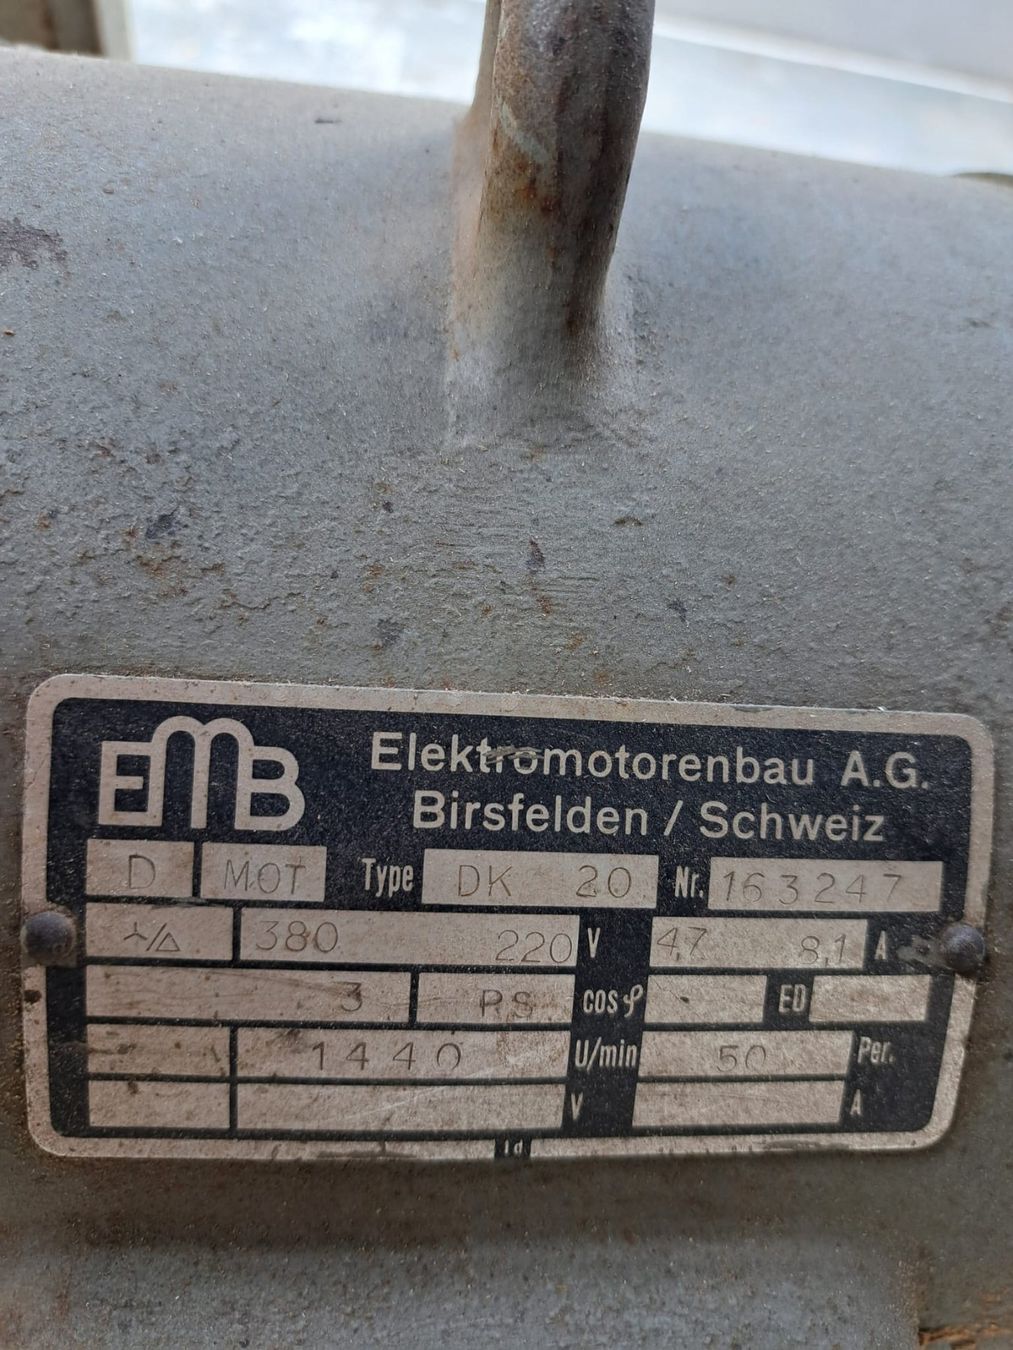 EMB
Elektromotorenbau A.G.
Birsfelden / Schweiz
D MOT Type DK 20 Nr. 163247
⅄/△ 380 220 V 4,7 8,1 A
3 PS cos φ ED
1440 U/min 50 Per.
V A